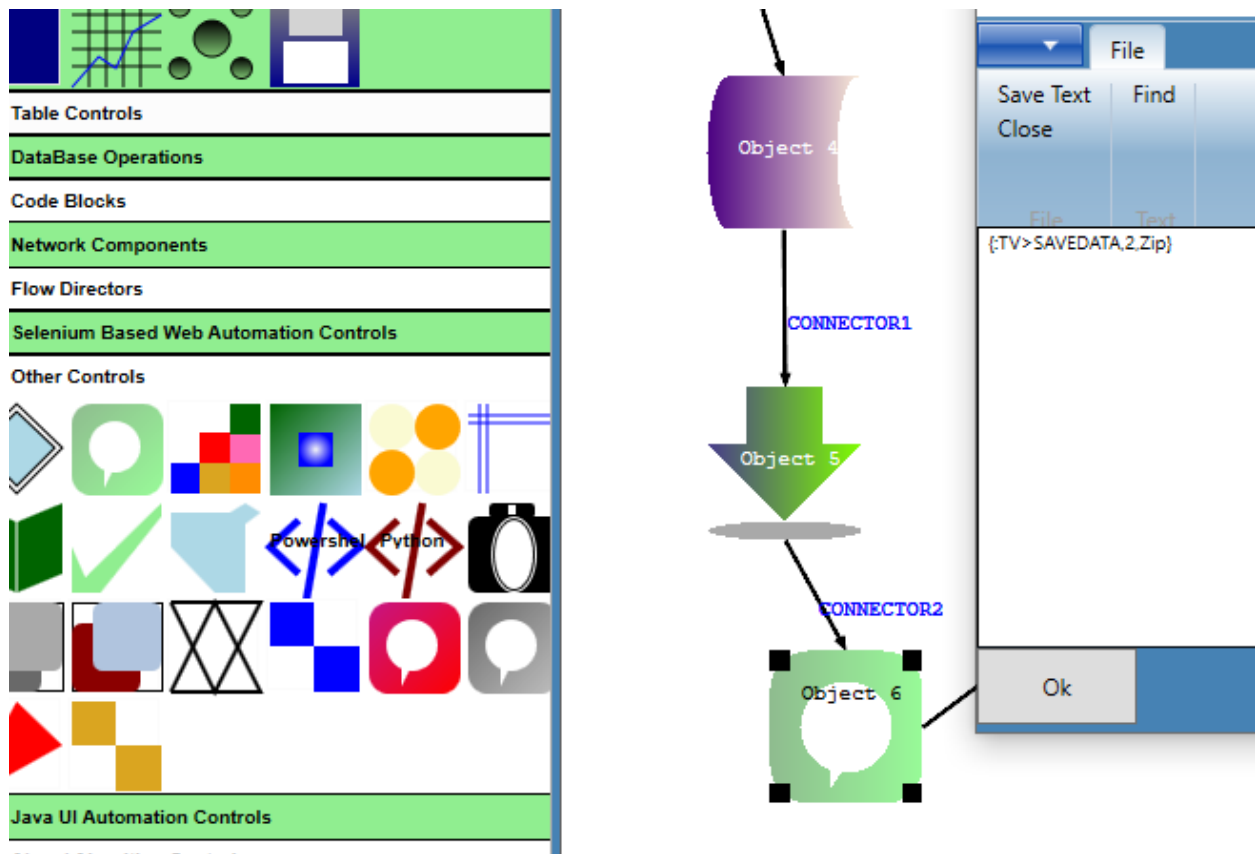 Table Controls
DataBase Operations
Code Blocks
Network Components
Flow Directors
Selenium Based Web Automation Controls
Other Controls
Powershel
Python
Java UI Automation Controls
Object 4
CONNECTOR1
Object 5
CONNECTOR2
Object 6
File
Save Text
Find
Close
File
Text
{:TV>SAVEDATA,2,Zip}
Ok